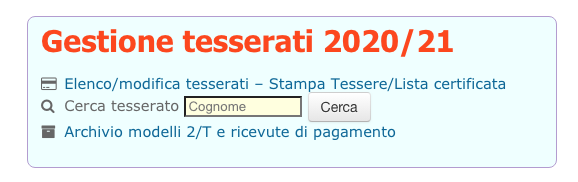 Gestione tesserati 2020/21
Elenco/modifica tesserati – Stampa Tessere/Lista certificata
Cerca tesserato Cognome Cerca
Archivio modelli 2/T e ricevute di pagamento